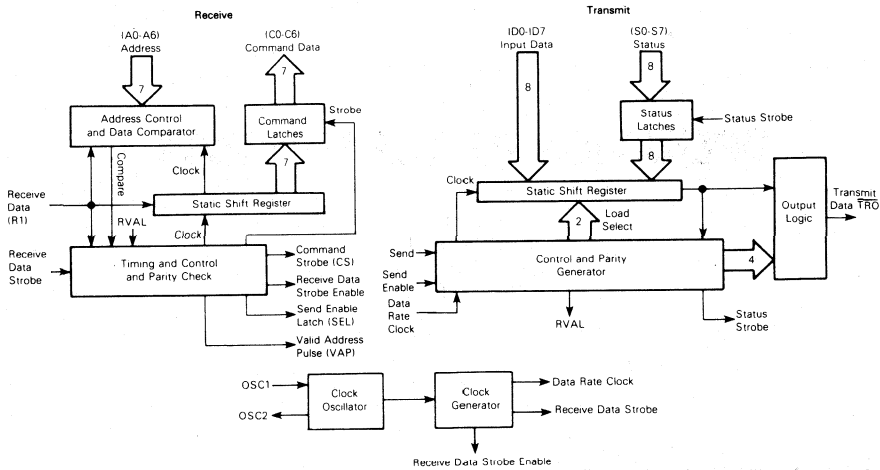 Receive
(A0-A6)
Address
7
(C0-C6)
Command Data
7
Address Control
and Data Comparator
Command
Latches
Strobe
Compare
Clock
7
Receive
Data
(R1)
Static Shift Register
RVAL
Clock
Receive
Data
Strobe
Timing and Control
and Parity Check
Command
Strobe (CS)
Receive Data
Strobe Enable
Send Enable
Latch (SEL)
Valid Address
Pulse (VAP)
Transmit
ID0-ID7
Input Data
8
(S0-S7)
Status
8
Status
Latches
Status Strobe
8
Clock
Static Shift Register
2
Load
Select
Output
Logic
Transmit
Data T̅R̅O̅
Send
Send
Enable
Data
Rate
Clock
Control and Parity
Generator
4
RVAL
Status
Strobe
OSC1
OSC2
Clock
Oscillator
Clock
Generator
Data Rate Clock
Receive Data Strobe
Receive Data Strobe Enable